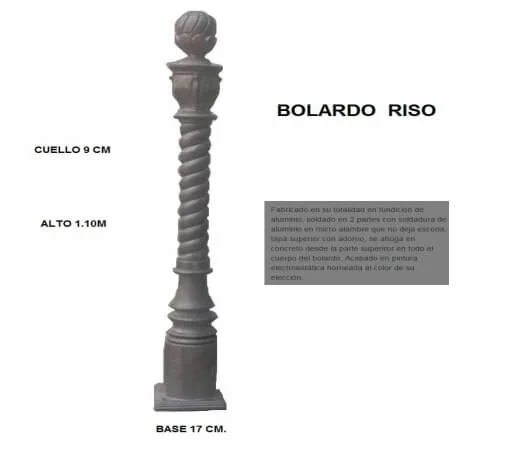 BOLARDO RISO
CUELLO 9 CM
ALTO 1.10M
Fabricado en su totalidad en fundición de
aluminio, soldado en 2 partes con soldadura de
aluminio en micro alambre que no deja escoria,
tapa superior con adorno, se ahoga en
concreto desde la parte superior en todo el
cuerpo del bolardo. Acabado en pintura
electroestática horneada al color de su
elección.
BASE 17 CM.